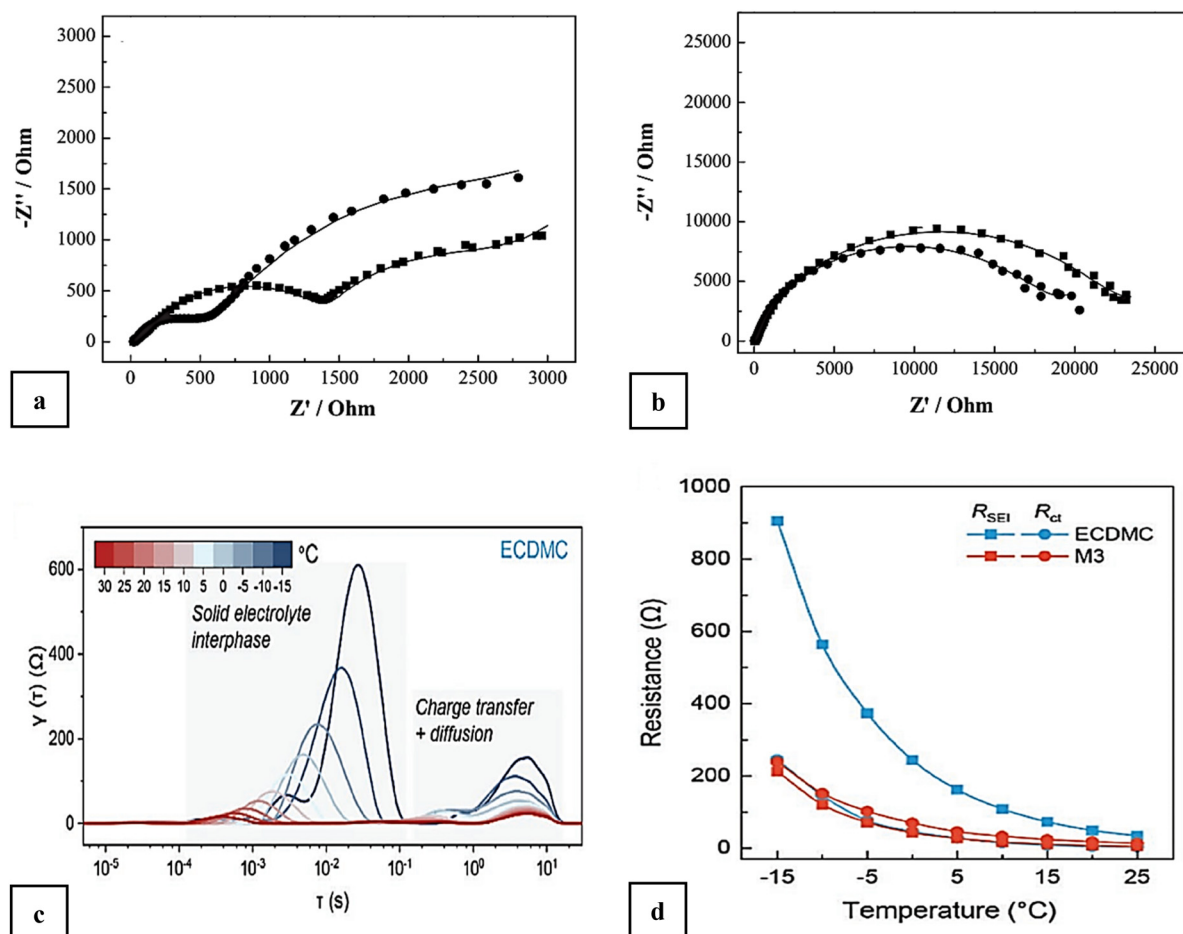 3000
2500
2000
1500
1000
500
0
-Z'' / Ohm
0 500 1000 1500 2000 2500 3000
Z' / Ohm
a
25000
20000
15000
10000
5000
0
-Z'' / Ohm
0 5000 10000 15000 20000 25000
Z' / Ohm
b
600
400
200
0
γ (τ) (Ω)
°C
30 25 20 15 10 5 0 -5 -10 -15
ECDMC
Solid electrolyte
interphase
Charge transfer
+ diffusion
10⁻⁵ 10⁻⁴ 10⁻³ 10⁻² 10⁻¹ 10⁰ 10¹
τ (s)
c
1000
800
600
400
200
0
Resistance (Ω)
RSEI Rct
ECDMC
M3
-15 -5 5 15 25
Temperature (°C)
d